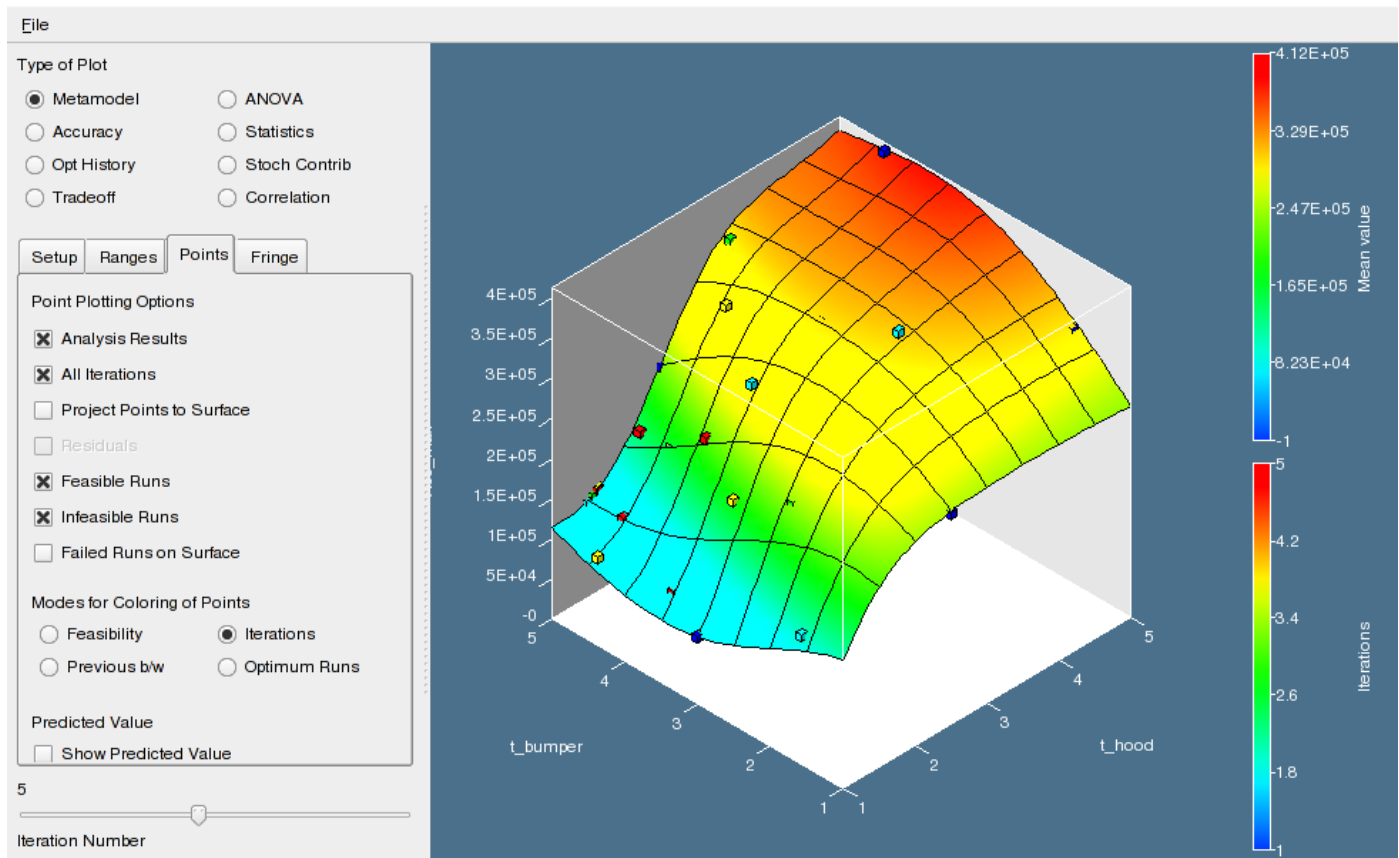 File
Type of Plot
Metamodel ANOVA
Accuracy Statistics
Opt History Stoch Contrib
Tradeoff Correlation
Setup Ranges Points Fringe
Point Plotting Options
Analysis Results
All Iterations
Project Points to Surface
Residuals
Feasible Runs
Infeasible Runs
Failed Runs on Surface
Modes for Coloring of Points
Feasibility Iterations
Previous b/w Optimum Runs
Predicted Value
Show Predicted Value
5
Iteration Number
4E+05
3.5E+05
3E+05
2.5E+05
2E+05
1.5E+05
1E+05
5E+04
-0
5
4
3
2
1
t_bumper
1
2
3
4
5
t_hood
4.12E+05
3.29E+05
2.47E+05
1.65E+05
8.23E+04
-1
Mean value
5
4.2
3.4
2.6
1.8
1
Iterations